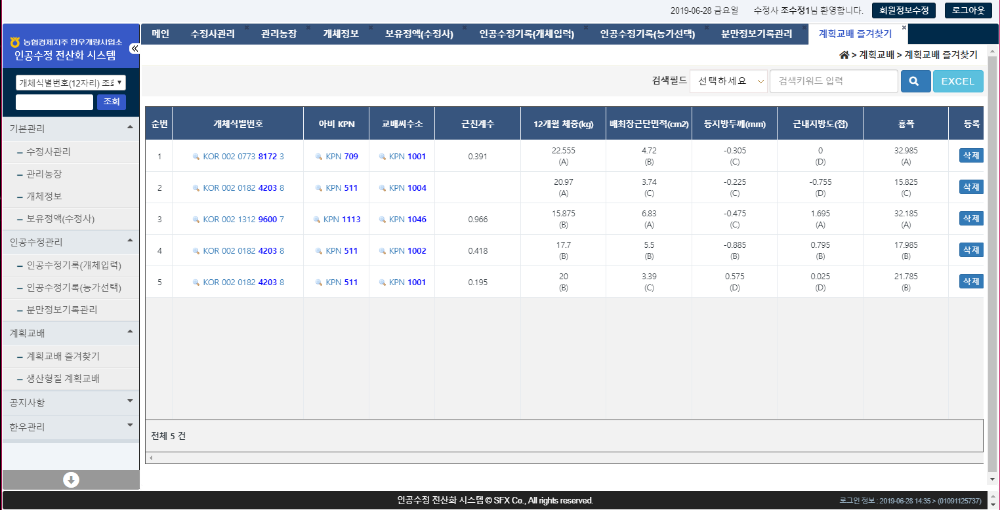 2019-06-28 금요일 수정사 조수정1님 환영합니다. 회원정보수정 로그아웃
농협경제지주 한우개량사업소
인공수정 전산화 시스템
메인 수정사관리 관리농장 개체정보 보유정액(수정사) 인공수정기록(개체입력) 인공수정기록(농가선택) 분만정보기록관리 계획교배 즐겨찾기
> 계획교배 > 계획교배 즐겨찾기
개체식별번호(12자리) 조회
조회
기본관리
수정사관리
관리농장
개체정보
보유정액(수정사)
인공수정관리
인공수정기록(개체입력)
인공수정기록(농가선택)
분만정보기록관리
계획교배
계획교배 즐겨찾기
생산형질 계획교배
공지사항
한우관리
검색필드 선택하세요 검색키워드 입력 EXCEL
순번 개체식별번호 아비 KPN 교배씨수소 근친계수 12개월 체중(kg) 배최장근단면적(cm2) 등지방두께(mm) 근내지방도(점) 흉폭 등록
1 KOR 002 0773 8172 3 KPN 709 KPN 1001 0.391 22.555 4.72 -0.305 0 32.985 삭제
(A) (B) (C) (D) (A)
2 KOR 002 0182 4203 8 KPN 511 KPN 1004 20.97 3.74 -0.225 -0.755 15.825 삭제
(A) (C) (C) (D) (C)
3 KOR 002 1312 9600 7 KPN 1113 KPN 1046 0.966 15.875 6.83 -0.475 1.695 32.185 삭제
(B) (A) (C) (A) (A)
4 KOR 002 0182 4203 8 KPN 511 KPN 1002 0.418 17.7 5.5 -0.885 0.795 17.985 삭제
(B) (B) (B) (B) (B)
5 KOR 002 0182 4203 8 KPN 511 KPN 1001 0.195 20 3.39 0.575 0.025 21.785 삭제
(B) (C) (D) (D) (B)
전체 5 건
인공수정 전산화 시스템 © SFX Co., All rights reserved.
로그인 정보 : 2019-06-28 14:35 > (01091125737)